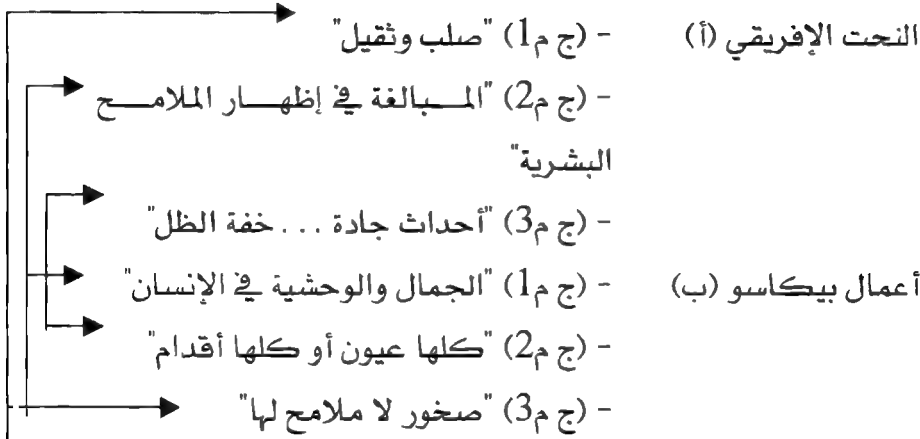 النحت الإفريقي (أ) - (ج م1) "صلب وثقيل"
- (ج م2) "المبالغة في إظهار الملامح
البشرية"
- (ج م3) "أحداث جادة ... خفة الظل"
أعمال بيكاسو (ب) - (ج م1) "الجمال والوحشية في الإنسان"
- (ج م2) "كلها عيون أو كلها أقدام"
- (ج م3) "صخور لا ملامح لها"